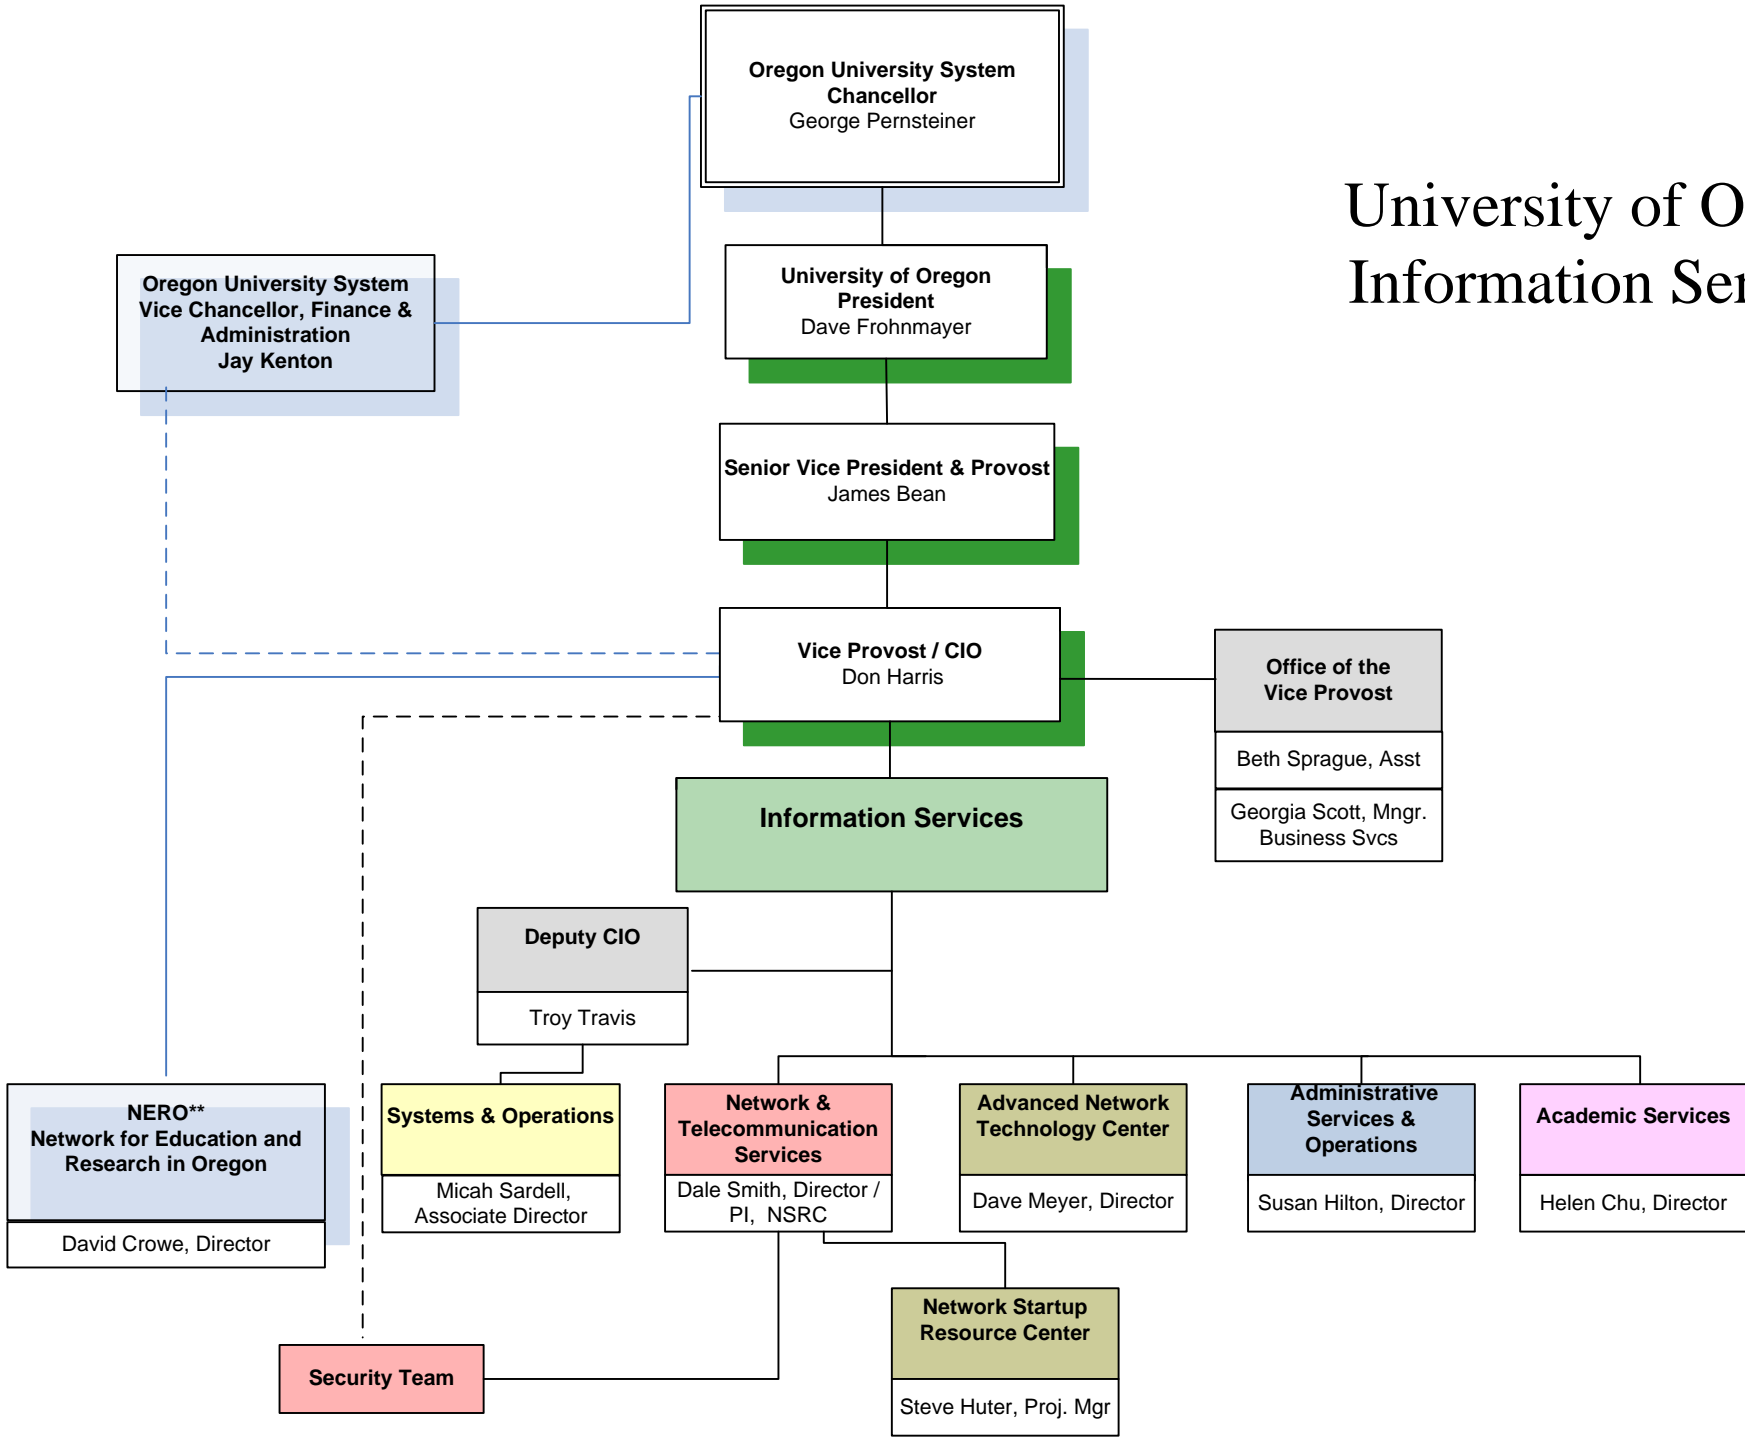 Oregon University System
Chancellor
George Pernsteiner
University of O
Information Ser
Oregon University System
Vice Chancellor, Finance &
Administration
Jay Kenton
University of Oregon
President
Dave Frohnmayer
Senior Vice President & Provost
James Bean
Vice Provost / CIO
Don Harris
Office of the
Vice Provost
Beth Sprague, Asst
Georgia Scott, Mngr.
Business Svcs
Information Services
Deputy CIO
Troy Travis
NERO**
Network for Education and
Research in Oregon
David Crowe, Director
Systems & Operations
Micah Sardell,
Associate Director
Network &
Telecommunication
Services
Dale Smith, Director /
PI, NSRC
Advanced Network
Technology Center
Dave Meyer, Director
Administrative
Services &
Operations
Susan Hilton, Director
Academic Services
Helen Chu, Director
Network Startup
Resource Center
Steve Huter, Proj. Mgr
Security Team